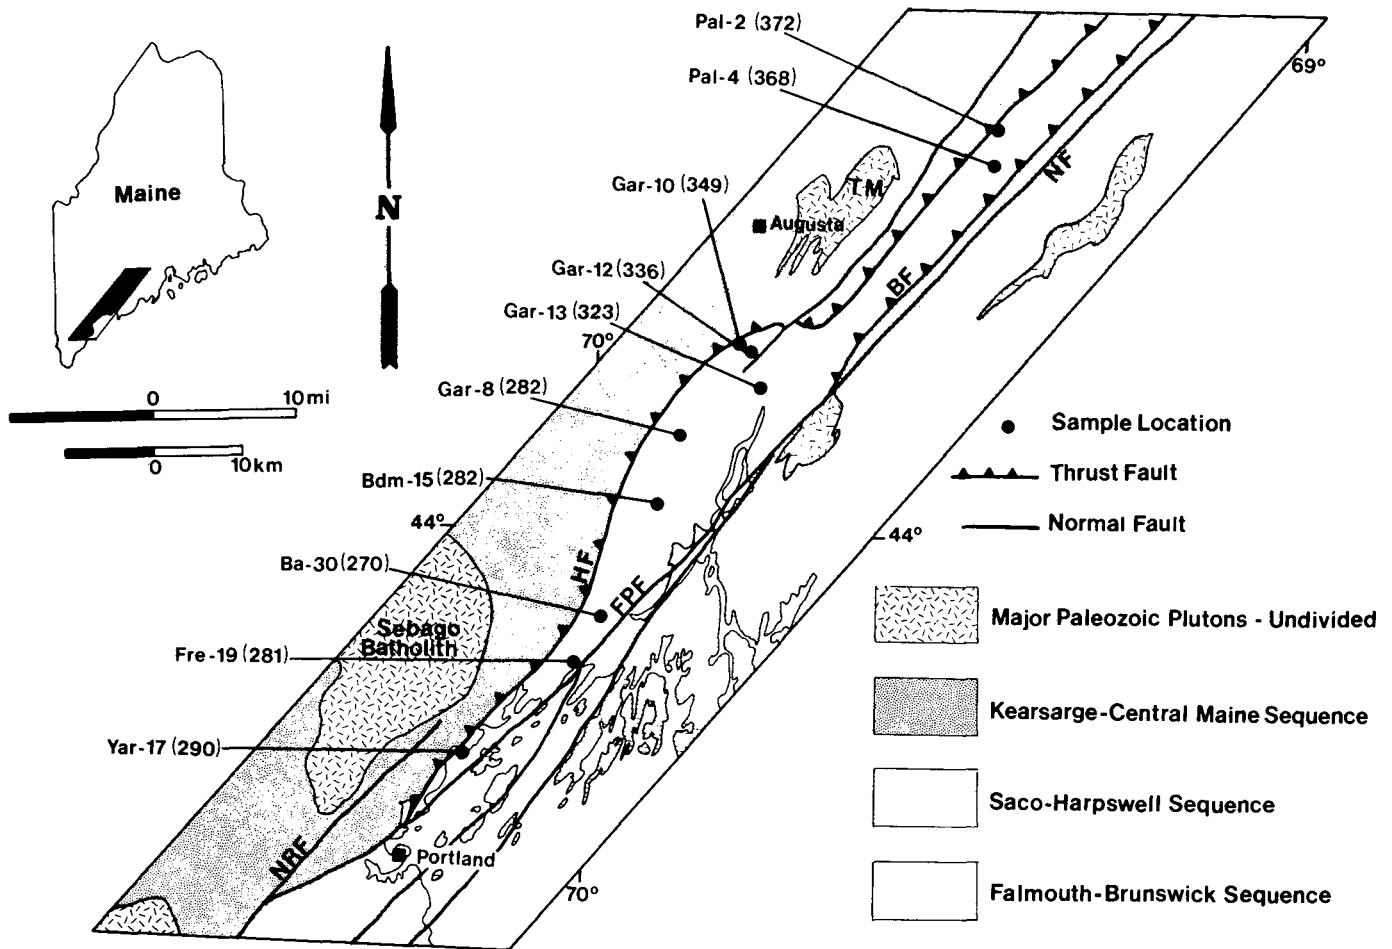 Pal-2 (372)
69°
Pal-4 (368)
Maine
N
NF
TM
Gar-10 (349)
Augusta
Gar-12 (336)
BF
Gar-13 (323)
70°
0 10 mi
Gar-8 (282)
0 10 km
Sample Location
Thrust Fault
Normal Fault
Bdm-15 (282)
44°
44°
HF
Ba-30 (270)
FPF
Major Paleozoic Plutons - Undivided
Sebago
Batholith
Fre-19 (281)
Kearsarge-Central Maine Sequence
Yar-17 (290)
Saco-Harpswell Sequence
NRF
Portland
70°
Falmouth-Brunswick Sequence